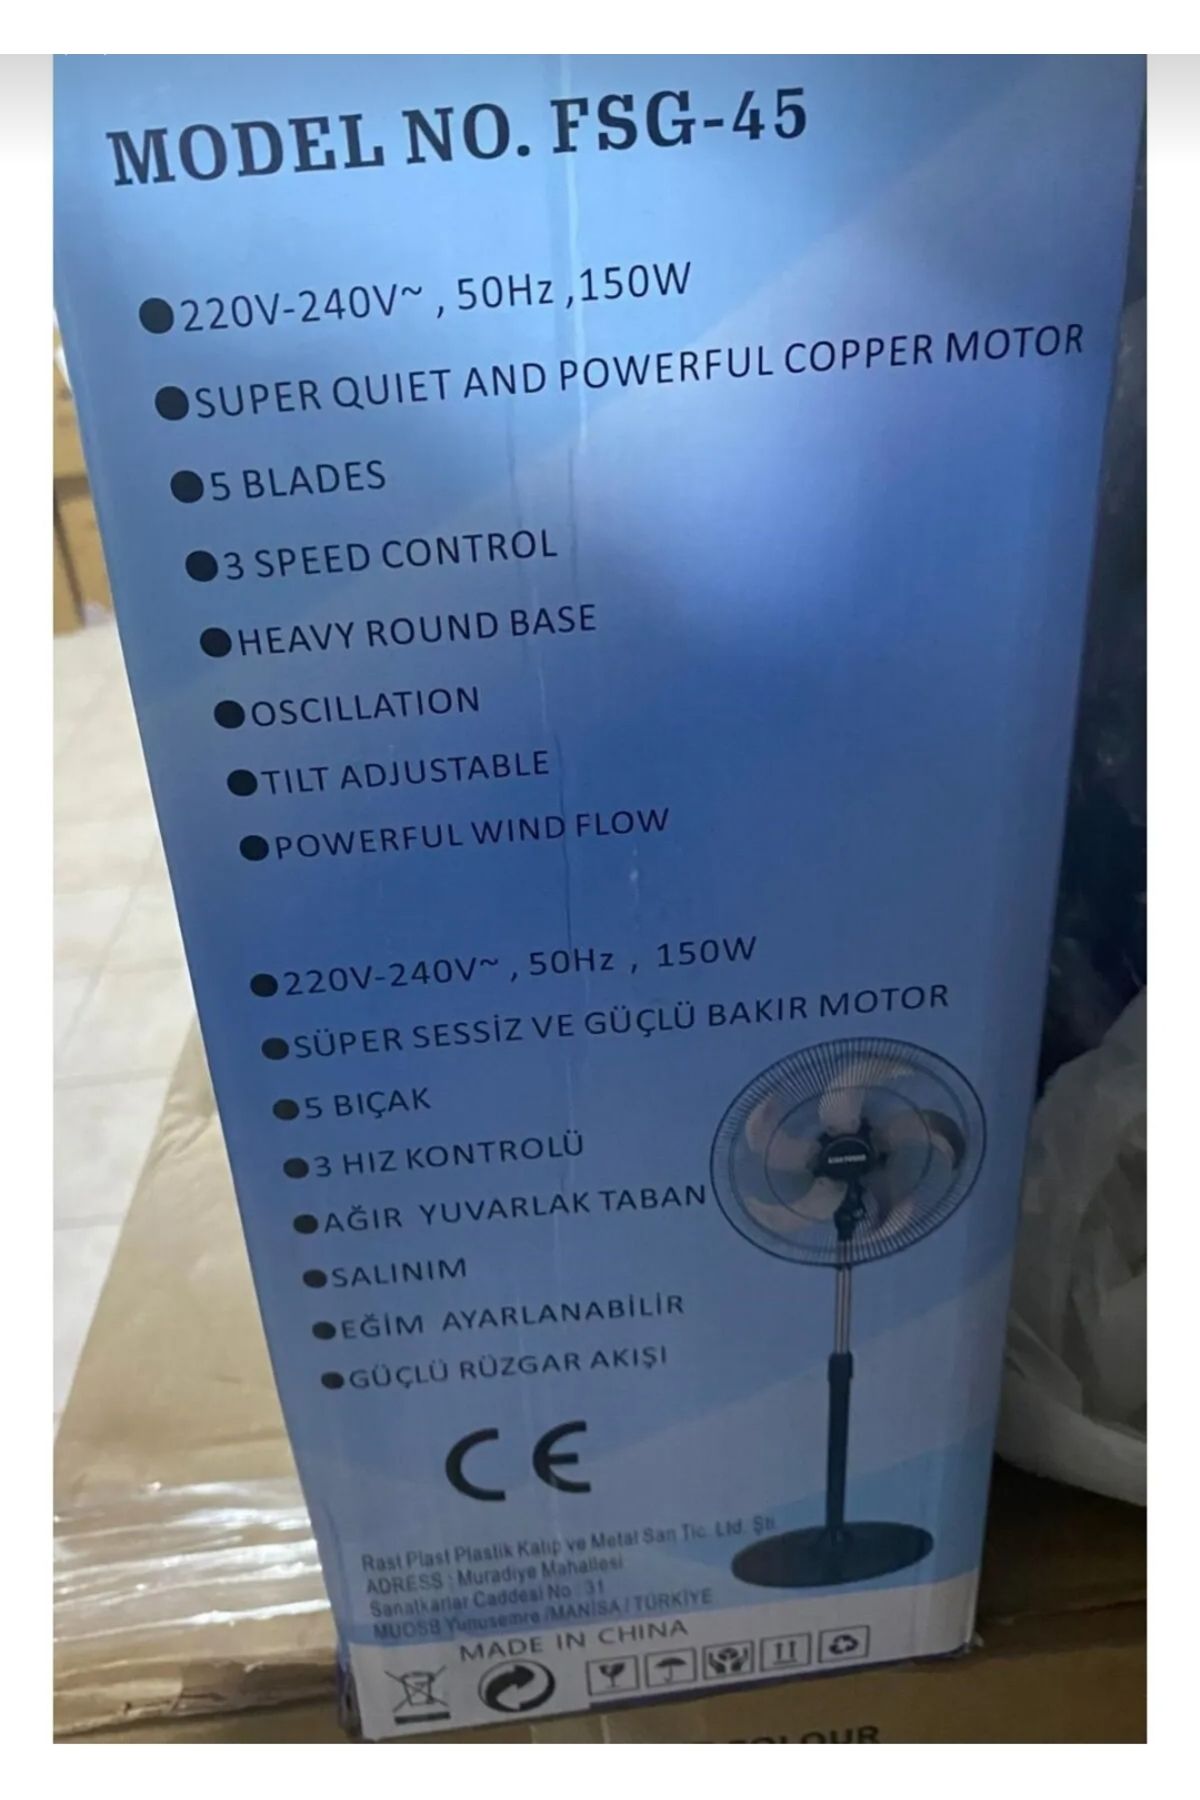 MODEL NO. FSG-45
●220V-240V~ , 50Hz ,150W
●SUPER QUIET AND POWERFUL COPPER MOTOR
●5 BLADES
●3 SPEED CONTROL
●HEAVY ROUND BASE
●OSCILLATION
●TILT ADJUSTABLE
●POWERFUL WIND FLOW
●220V-240V~ , 50Hz , 150W
●SÜPER SESSİZ VE GÜÇLÜ BAKIR MOTOR
●5 BIÇAK
●3 HIZ KONTROLÜ
●AĞIR YUVARLAK TABAN
●SALINIM
●EĞİM AYARLANABİLİR
●GÜÇLÜ RÜZGAR AKIŞI
CE
Rast Plast Plastik Kalıp ve Metal San Tic. Ltd. Şti.
ADRESS : Muradiye Mahallesi
Sanatkarlar Caddesi No : 31
MUOSB Yunusemre /MANİSA / TÜRKİYE
MADE IN CHINA